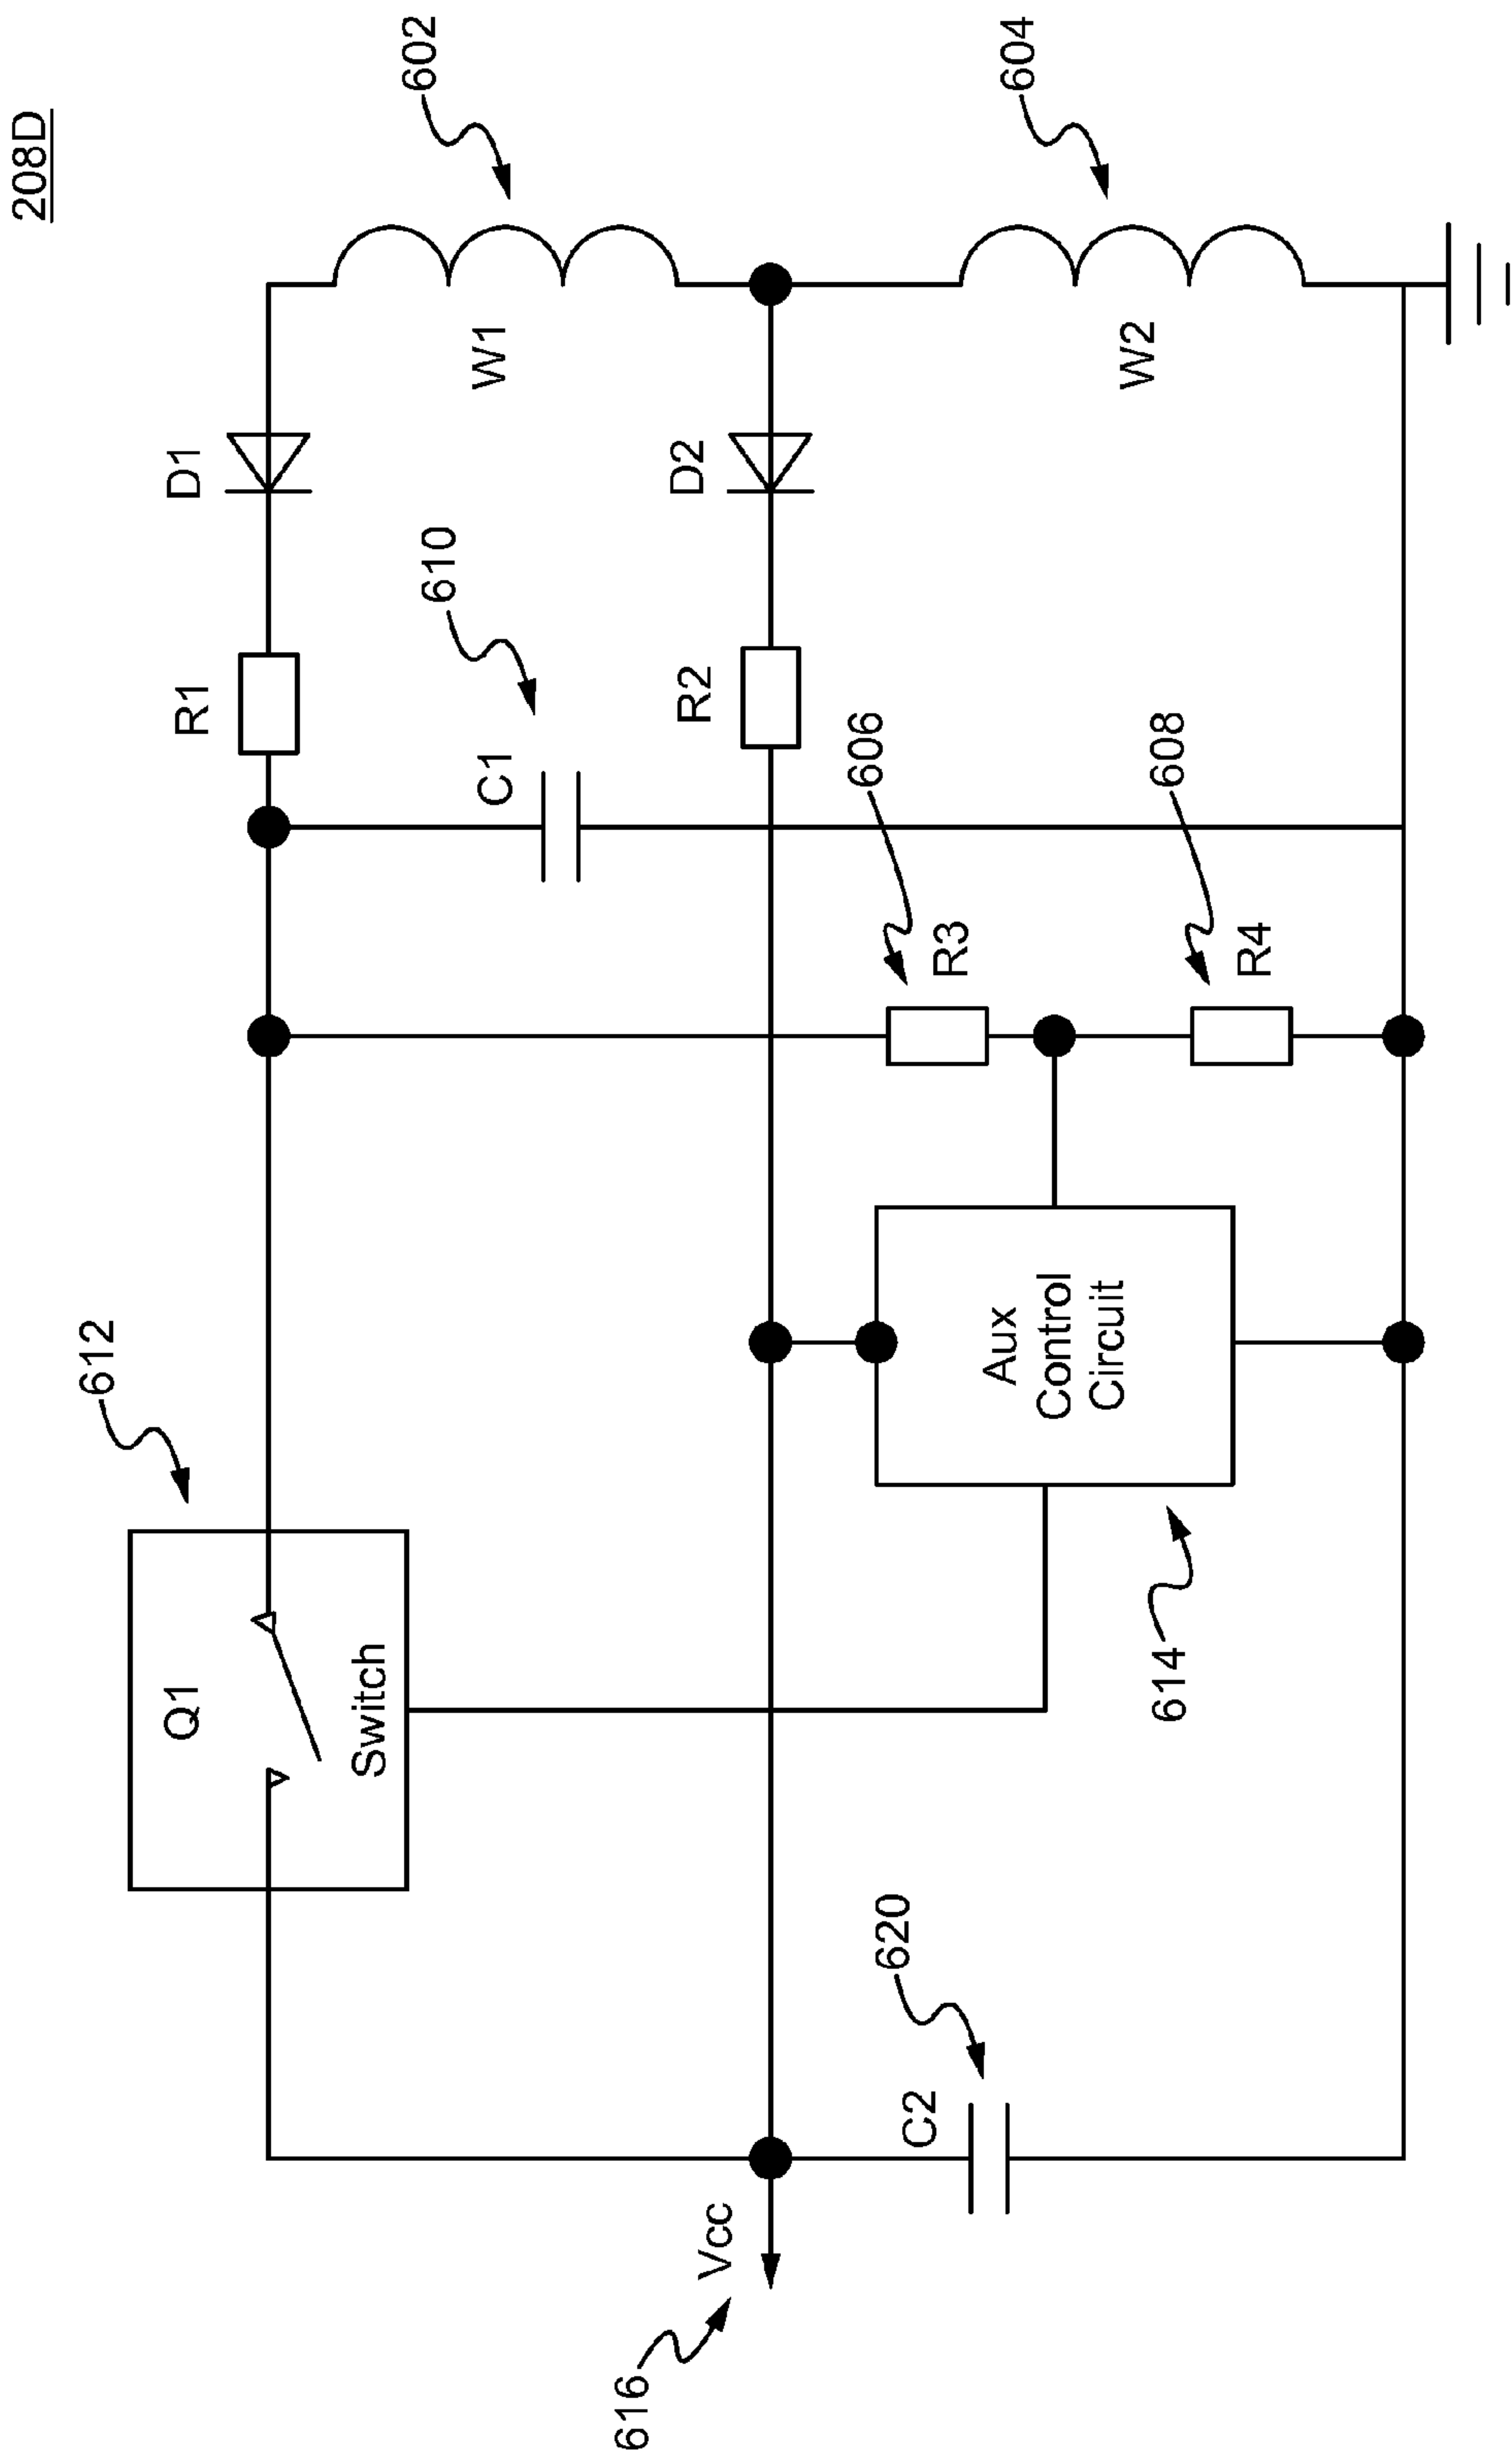 208D
602
604
W1
W2
D1
D2
610
R1
R2
C1
606
608
R3
R4
612
Aux
Control
Circuit
Q1
Switch
614
620
C2
Vcc
616